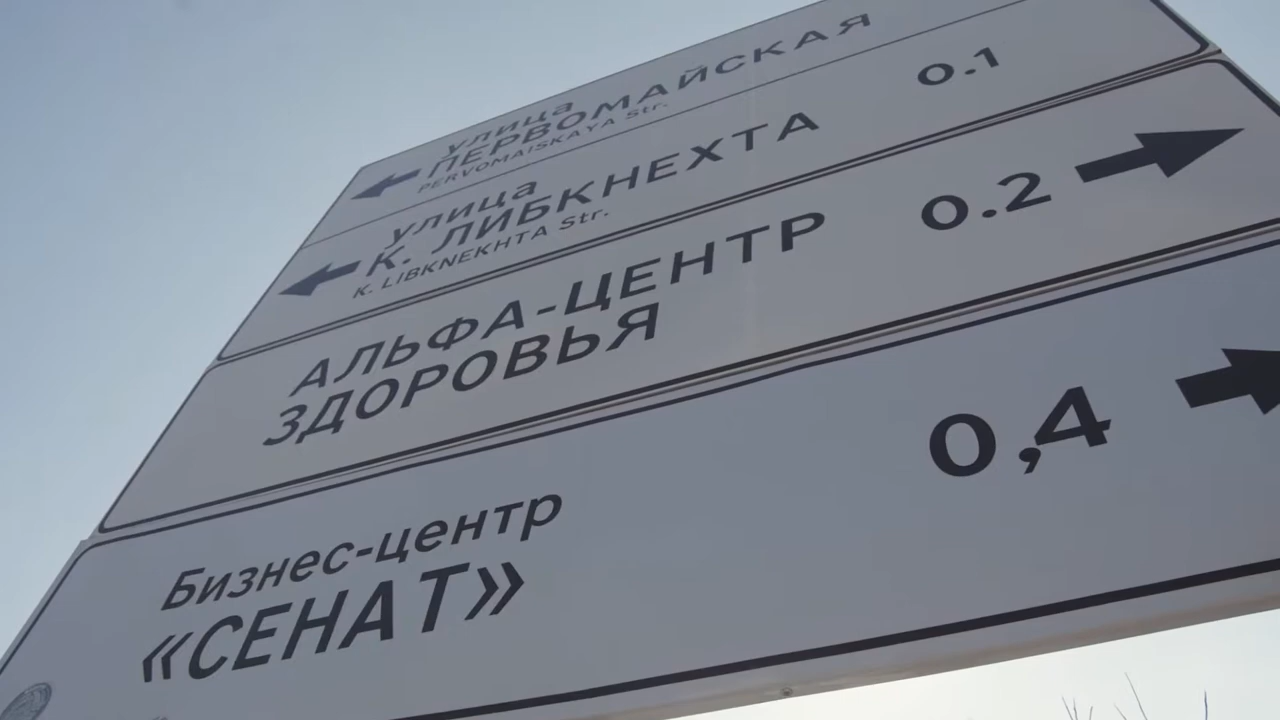 улица
ПЕРВОМАЙСКАЯ
PERVOMAISKAYA Str.
улица
К. ЛИБКНЕХТА 0.1
K. LIBKNEKHTA Str.
АЛЬФА-ЦЕНТР 0.2
ЗДОРОВЬЯ
Бизнес-центр 0,4
«СЕНАТ»